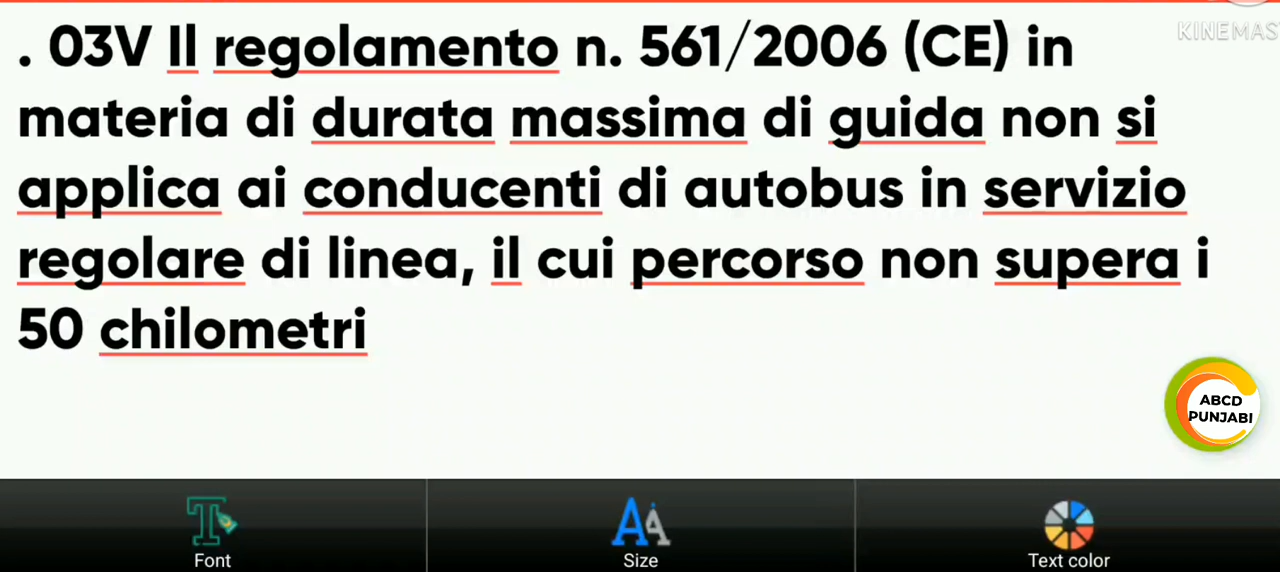 KINEMAS
. 03V Il regolamento n. 561/2006 (CE) in
materia di durata massima di guida non si
applica ai conducenti di autobus in servizio
regolare di linea, il cui percorso non supera i
50 chilometri
ABCD
PUNJABI
Font
Size
Text color